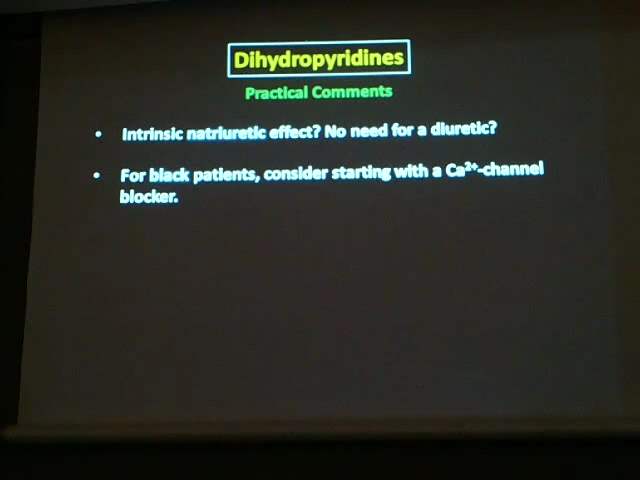 Dihydropyridines
Practical Comments
• Intrinsic natriuretic effect? No need for a diuretic?
• For black patients, consider starting with a Ca²⁺-channel
blocker.